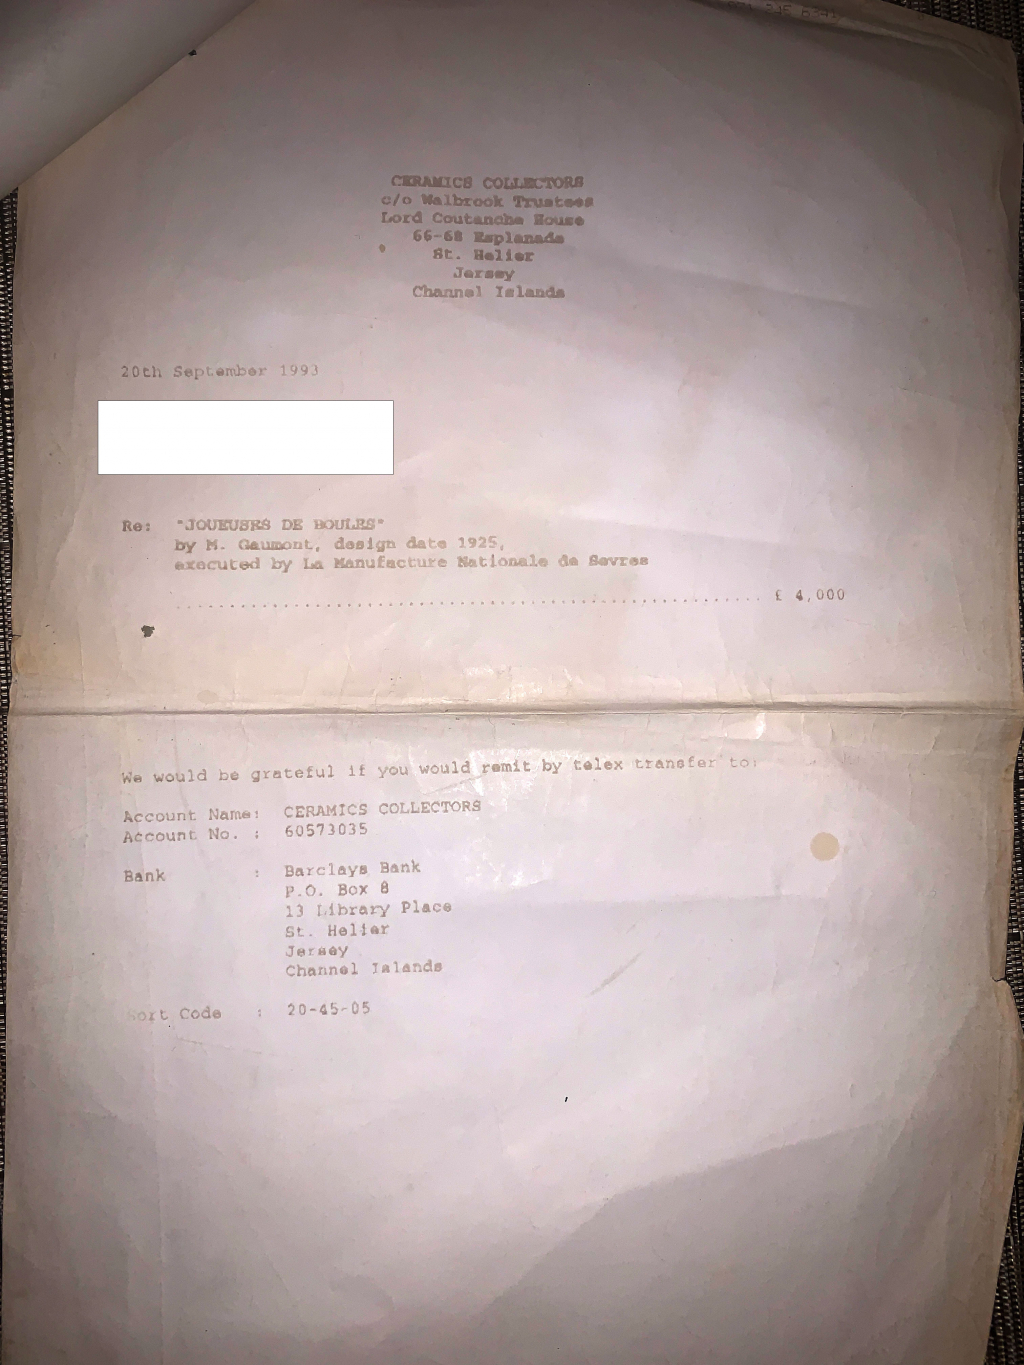 CERAMICS COLLECTORS
c/o Walbrook Trustees
Lord Coutanche House
66-68 Esplanade
St. Helier
Jersey
Channel Islands
20th September 1993
Re: "JOUEUSES DE BOULES"
by M. Gaumont, design date 1925,
executed by La Manufacture Nationale de Sevres
................................................................ £ 4,000
We would be grateful if you would remit by telex transfer to:
Account Name: CERAMICS COLLECTORS
Account No. : 60573035
Bank : Barclays Bank
P.O. Box 8
13 Library Place
St. Helier
Jersey
Channel Islands
Sort Code : 20-45-05